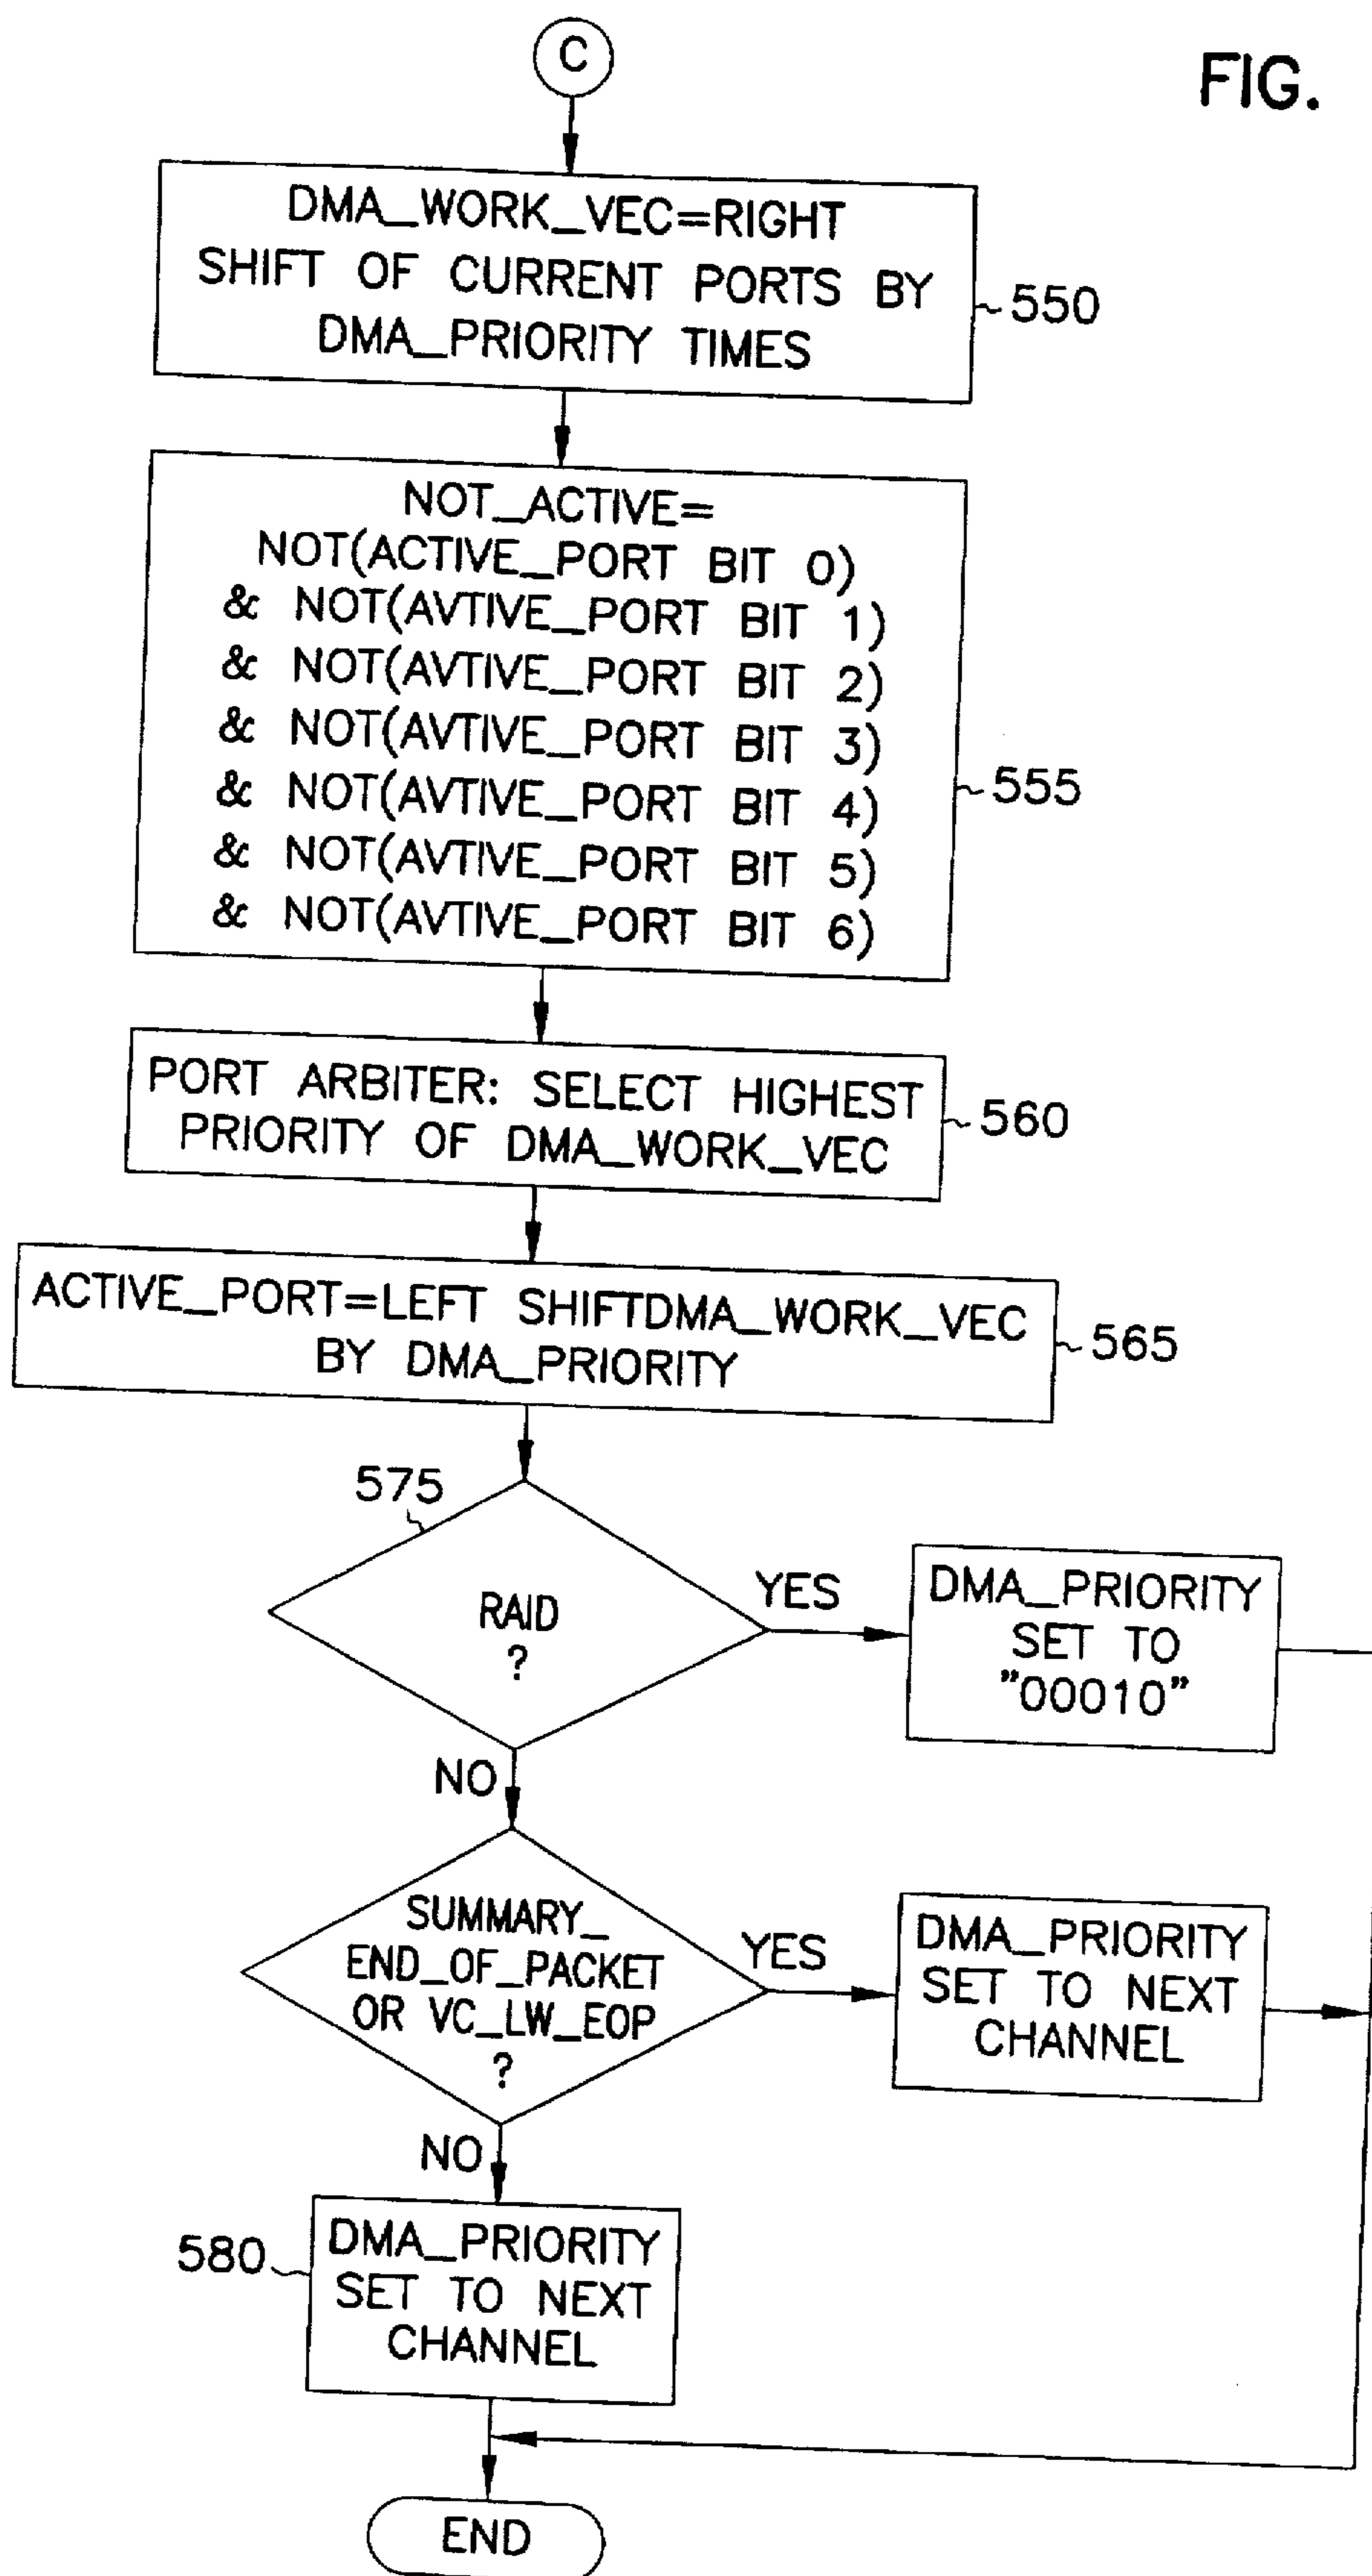 C
FIG.
DMA_WORK_VEC=RIGHT
SHIFT OF CURRENT PORTS BY
DMA_PRIORITY TIMES
550
NOT_ACTIVE=
NOT(ACTIVE_PORT BIT 0)
& NOT(AVTIVE_PORT BIT 1)
& NOT(AVTIVE_PORT BIT 2)
& NOT(AVTIVE_PORT BIT 3)
& NOT(AVTIVE_PORT BIT 4)
& NOT(AVTIVE_PORT BIT 5)
& NOT(AVTIVE_PORT BIT 6)
555
PORT ARBITER: SELECT HIGHEST
PRIORITY OF DMA_WORK_VEC
560
ACTIVE_PORT=LEFT SHIFTDMA_WORK_VEC
BY DMA_PRIORITY
565
575
RAID
?
YES
DMA_PRIORITY
SET TO
"00010"
NO
SUMMARY_
END_OF_PACKET
OR VC_LW_EOP
?
YES
DMA_PRIORITY
SET TO NEXT
CHANNEL
NO
580
DMA_PRIORITY
SET TO NEXT
CHANNEL
END